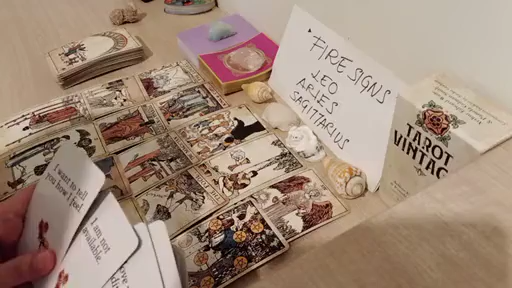 FIRE SIGNS
LEO
ARIES
SAGITTARIUS
TAROT
VINTAG
I want to tell
you how I feel.
I am not
available.